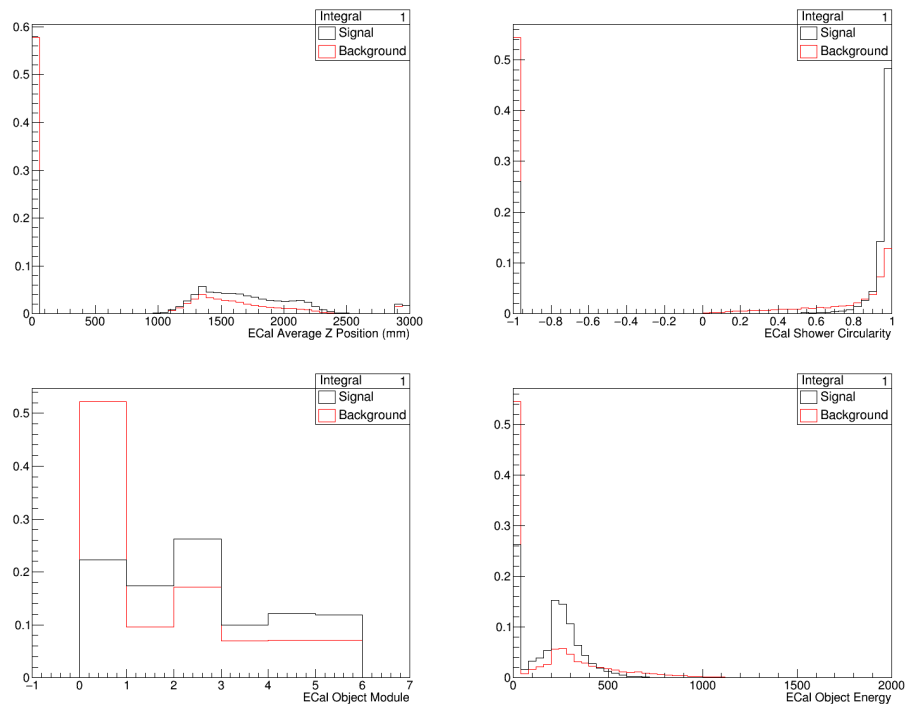 Integral 1
Signal
Background
0.6
0.5
0.4
0.3
0.2
0.1
0
0 500 1000 1500 2000 2500 3000
ECal Average Z Position (mm)
Integral 1
Signal
Background
0.5
0.4
0.3
0.2
0.1
0
−1 −0.8 −0.6 −0.4 −0.2 0 0.2 0.4 0.6 0.8 1
ECal Shower Circularity
Integral 1
Signal
Background
0.5
0.4
0.3
0.2
0.1
0
−1 0 1 2 3 4 5 6 7
ECal Object Module
Integral 1
Signal
Background
0.5
0.4
0.3
0.2
0.1
0
0 500 1000 1500 2000
ECal Object Energy